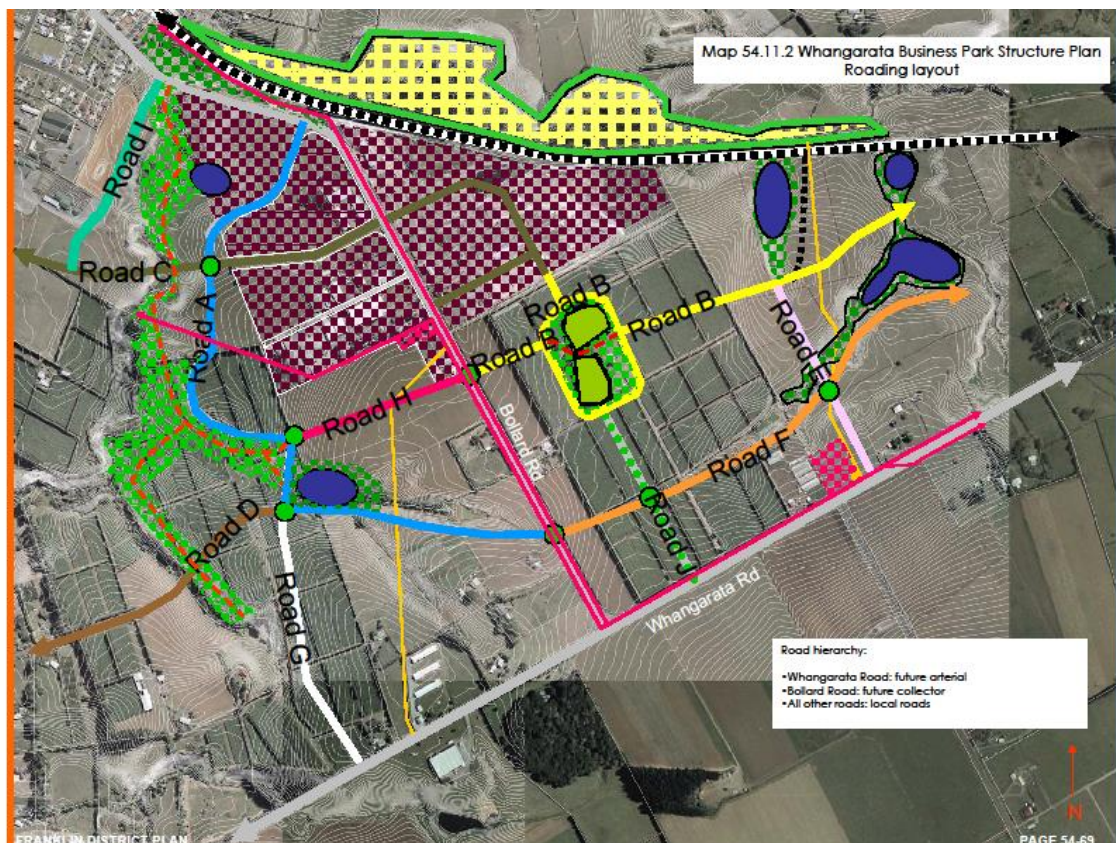 Map 54.11.2 Whangarata Business Park Structure Plan
Roading layout
Road I
Road C
Road A
Road B
Road B
Road E
Road H
Bollard Rd
Road F
Road D
Road J
Road G
Whangarata Rd
Road hierarchy:
•Whangarata Road: future arterial
•Bollard Road: future collector
•All other roads: local roads
N
FRANKLIN DISTRICT PLAN
PAGE 54-69